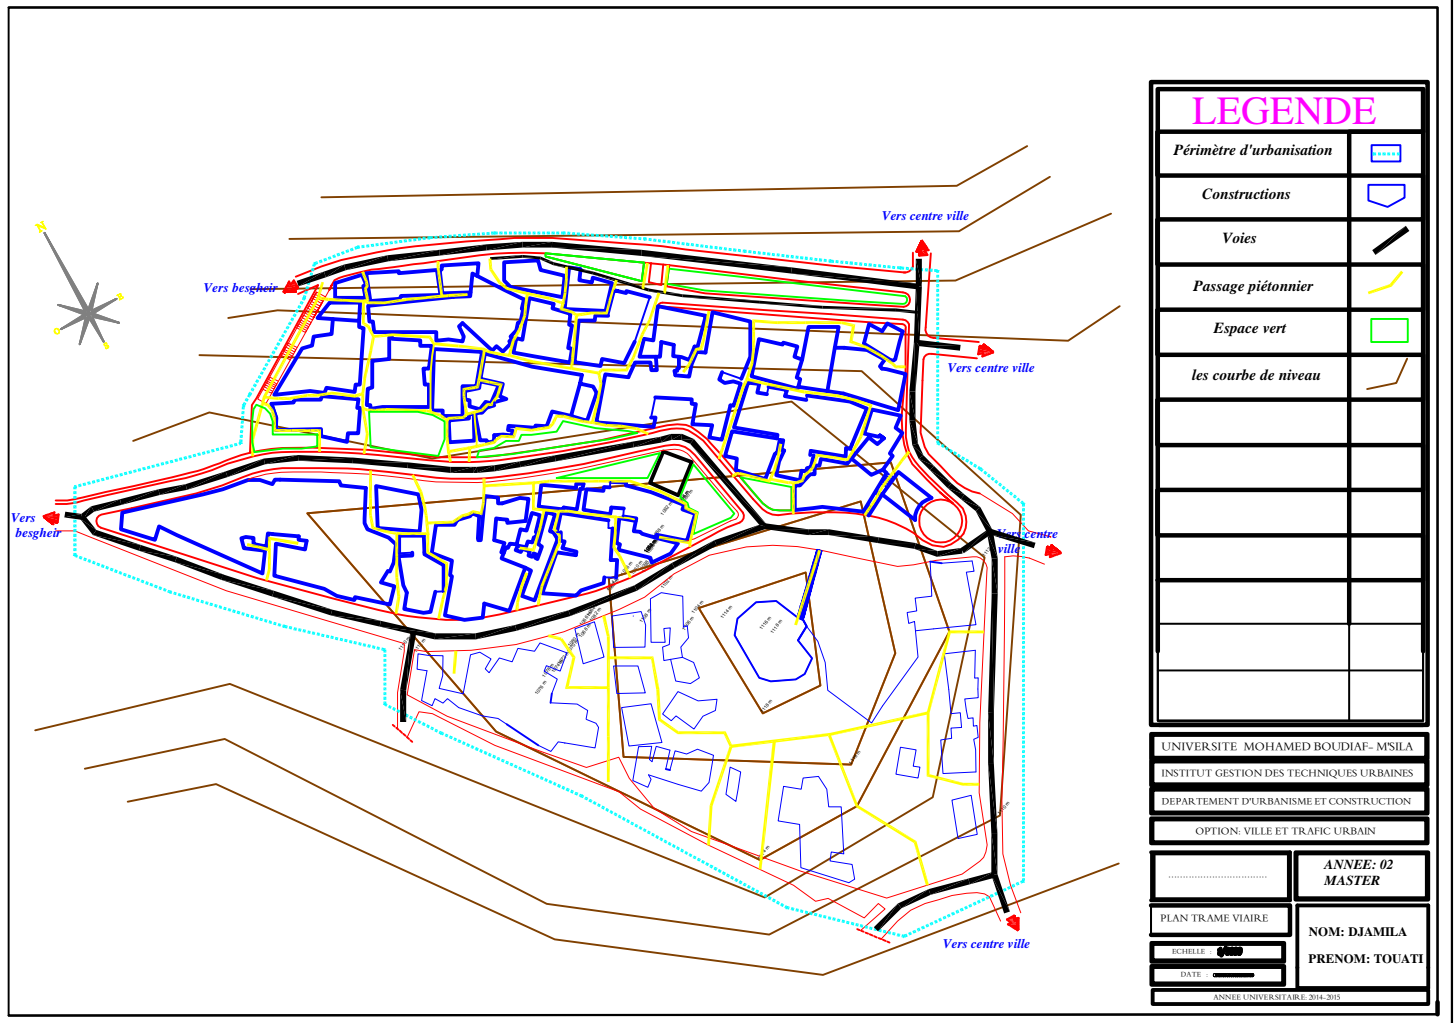 LEGENDE
Périmètre d'urbanisation
Constructions
Voies
Passage piétonnier
Espace vert
les courbe de niveau
Vers centre ville
Vers besgheir
Vers centre ville
Vers
besgheir
Vers centre
ville
Vers centre ville
N
UNIVERSITE MOHAMED BOUDIAF- M'SILA
INSTITUT GESTION DES TECHNIQUES URBAINES
DEPARTEMENT D'URBANISME ET CONSTRUCTION
OPTION: VILLE ET TRAFIC URBAIN
ANNEE: 02
MASTER
PLAN TRAME VIAIRE
NOM: DJAMILA
PRENOM: TOUATI
ECHELLE :
DATE :
ANNEE UNIVERSITAIRE: 2014-2015